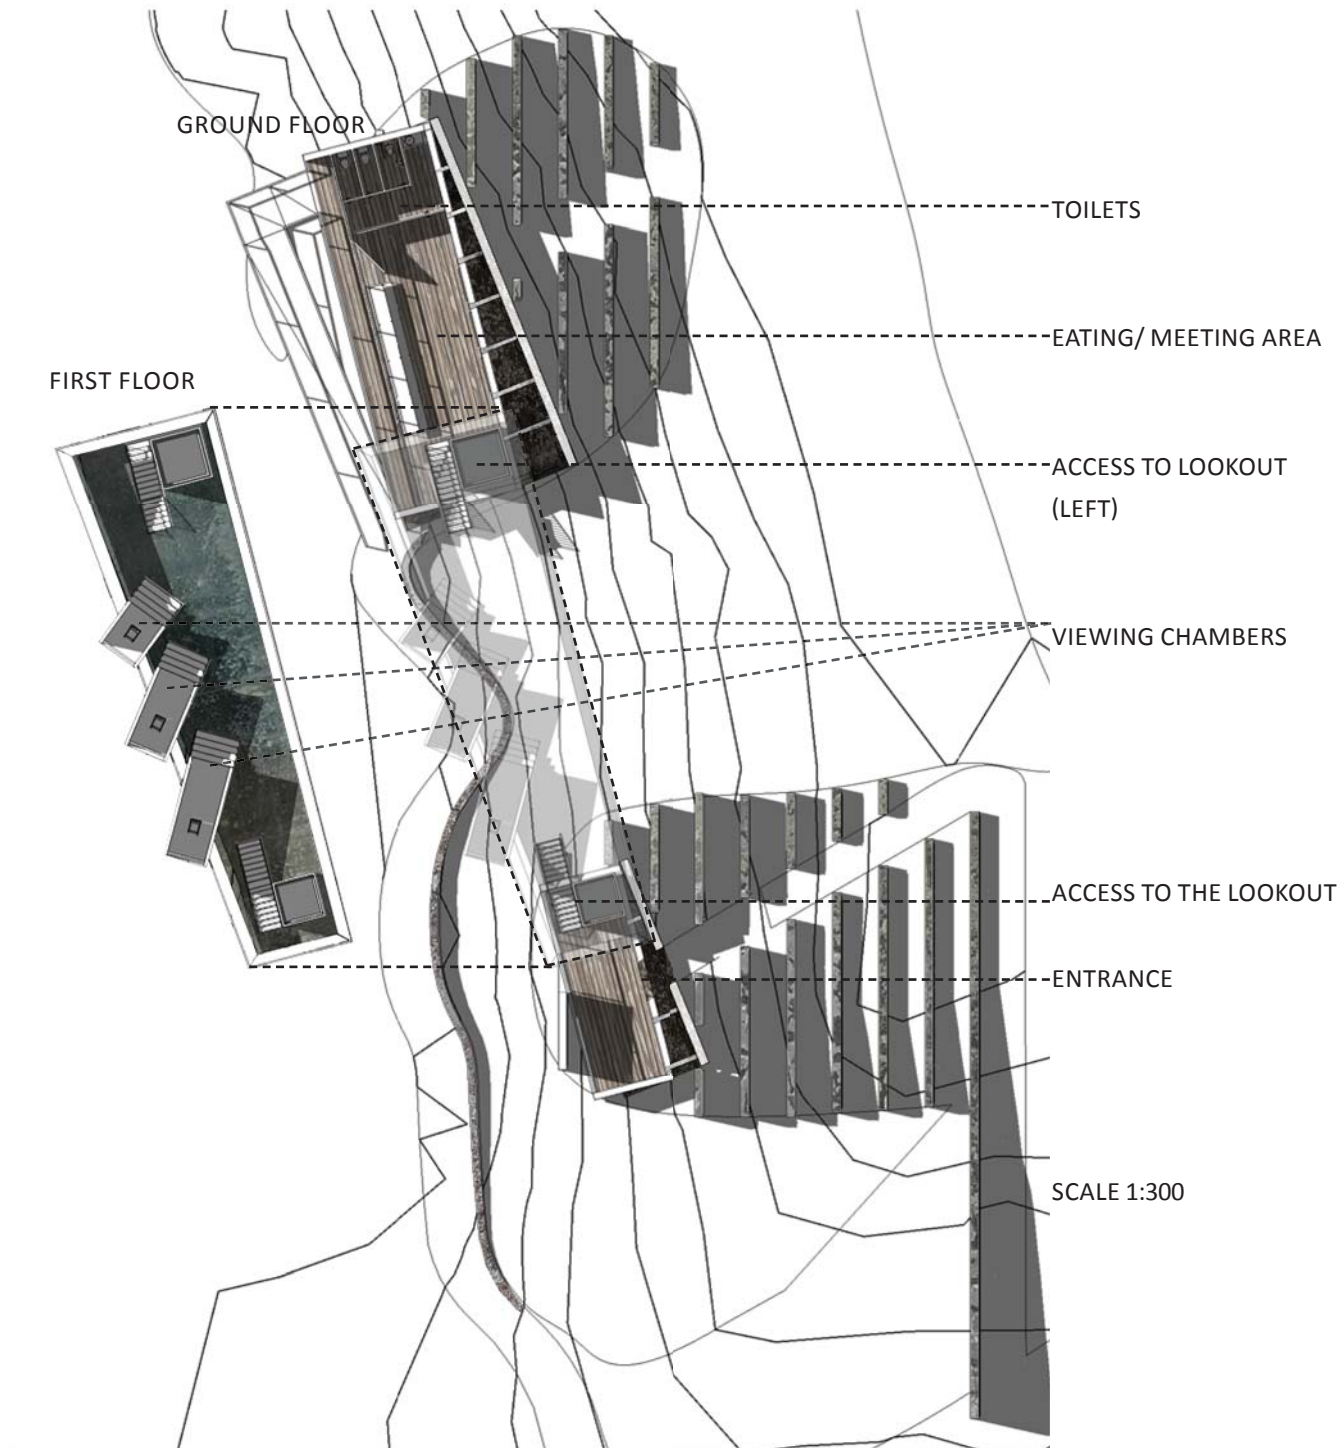 GROUND FLOOR
TOILETS
EATING/ MEETING AREA
FIRST FLOOR
ACCESS TO LOOKOUT
(LEFT)
VIEWING CHAMBERS
ACCESS TO THE LOOKOUT
ENTRANCE
SCALE 1:300